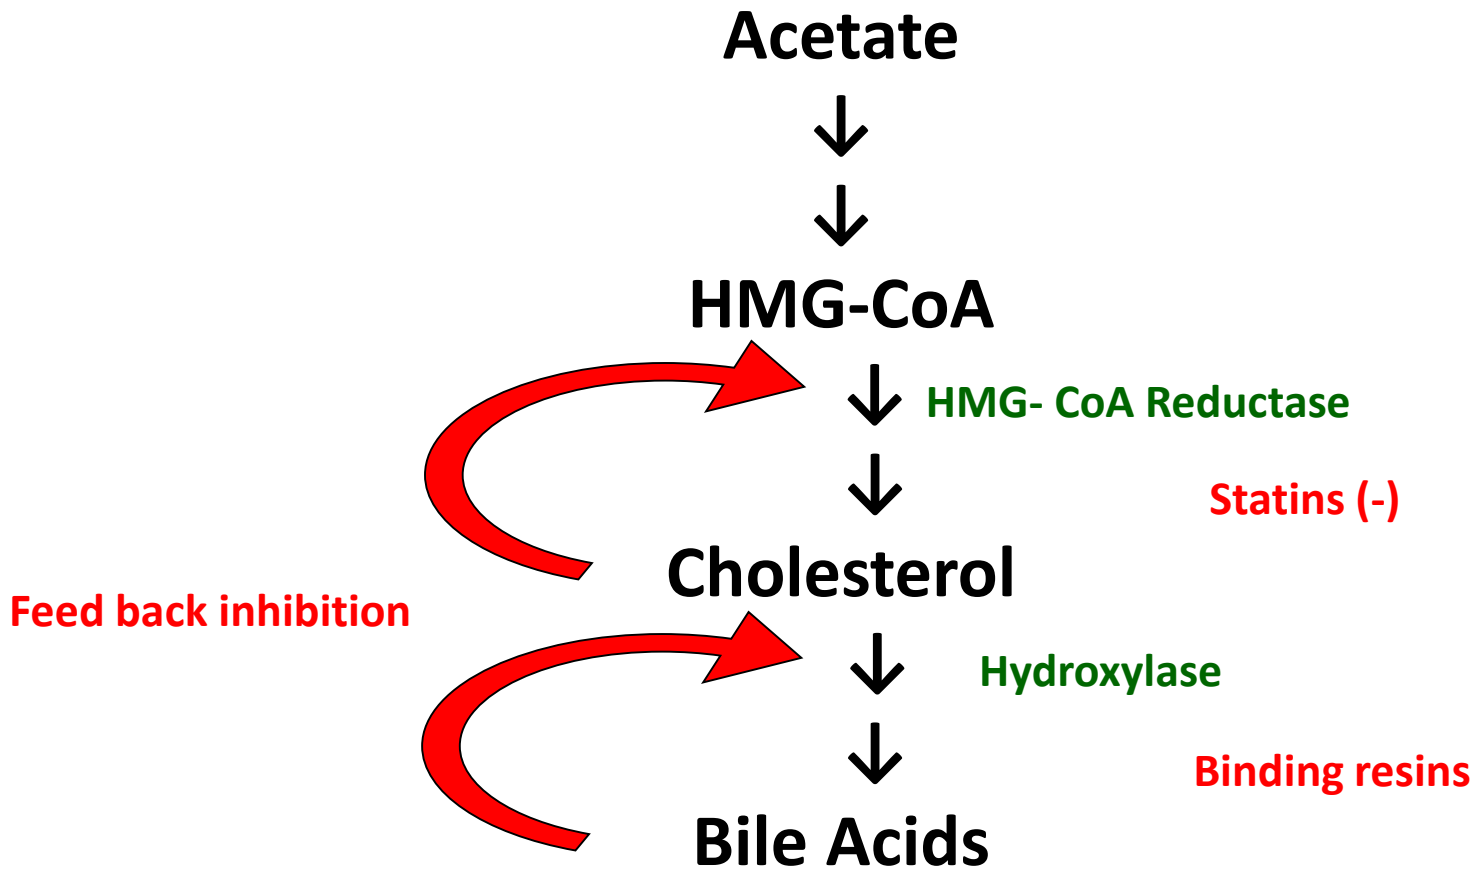 Acetate
HMG-CoA
HMG- CoA Reductase
Statins (-)
Cholesterol
Feed back inhibition
Hydroxylase
Binding resins
Bile Acids